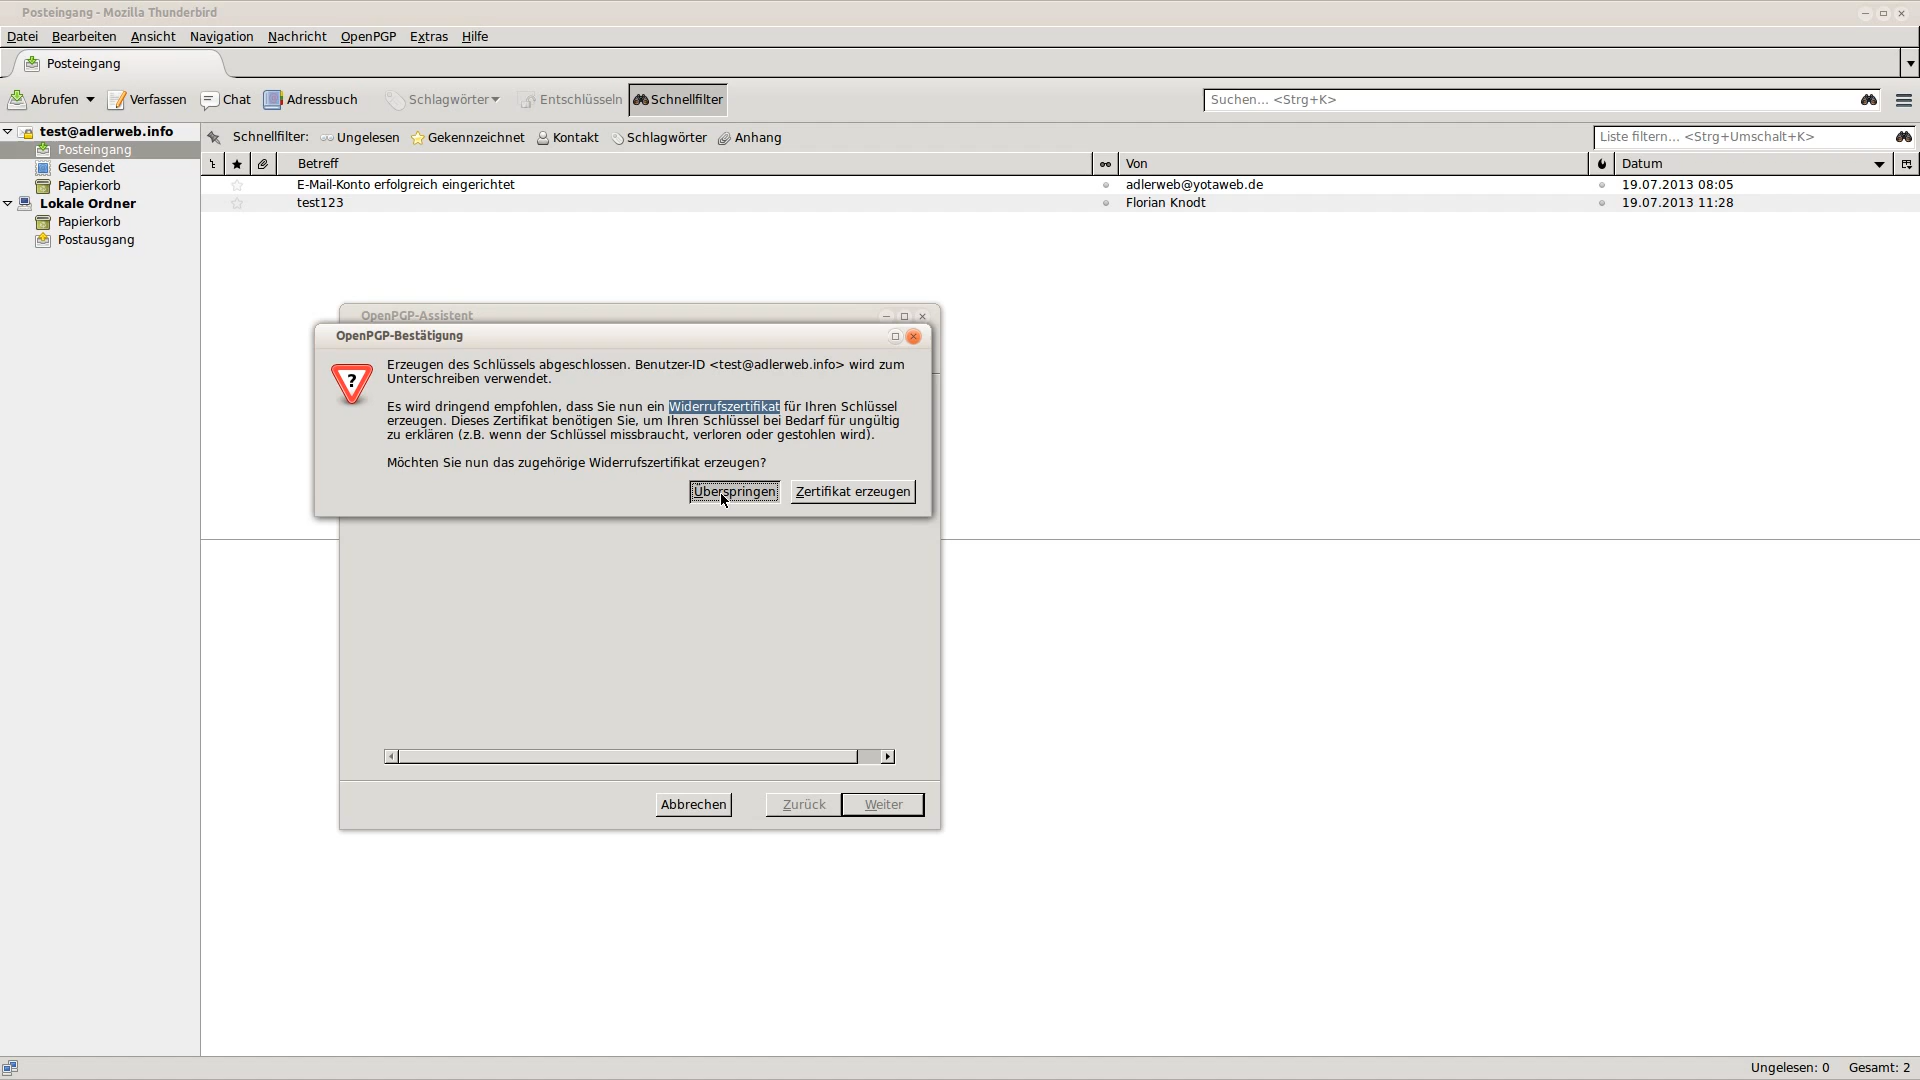 Posteingang - Mozilla Thunderbird
Datei Bearbeiten Ansicht Navigation Nachricht OpenPGP Extras Hilfe
Posteingang
Abrufen Verfassen Chat Adressbuch Schlagwörter Entschlüsseln Schnellfilter Suchen... <Strg+K>
test@adlerweb.info
Posteingang
Gesendet
Papierkorb
Lokale Ordner
Papierkorb
Postausgang
Schnellfilter: Ungelesen Gekennzeichnet Kontakt Schlagwörter Anhang Liste filtern... <Strg+Umschalt+K>
Betreff Von Datum
E-Mail-Konto erfolgreich eingerichtet adlerweb@yotaweb.de 19.07.2013 08:05
test123 Florian Knodt 19.07.2013 11:28
OpenPGP-Assistent
OpenPGP-Bestätigung
Erzeugen des Schlüssels abgeschlossen. Benutzer-ID <test@adlerweb.info> wird zum
Unterschreiben verwendet.
Es wird dringend empfohlen, dass Sie nun ein Widerrufszertifikat für Ihren Schlüssel
erzeugen. Dieses Zertifikat benötigen Sie, um Ihren Schlüssel bei Bedarf für ungültig
zu erklären (z.B. wenn der Schlüssel missbraucht, verloren oder gestohlen wird).
Möchten Sie nun das zugehörige Widerrufszertifikat erzeugen?
Überspringen Zertifikat erzeugen
Abbrechen Zurück Weiter
Ungelesen: 0 Gesamt: 2